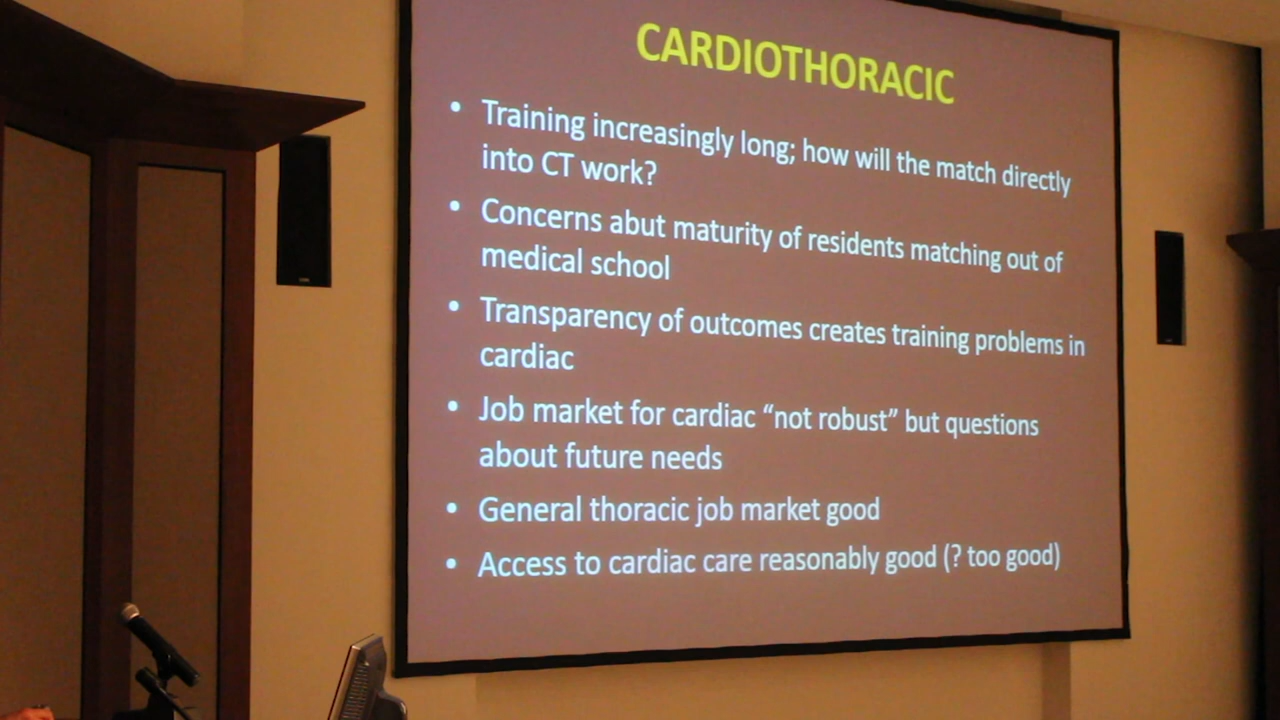 CARDIOTHORACIC
• Training increasingly long; how will the match directly
into CT work?
• Concerns abut maturity of residents matching out of
medical school
• Transparency of outcomes creates training problems in
cardiac
• Job market for cardiac “not robust” but questions
about future needs
• General thoracic job market good
• Access to cardiac care reasonably good (? too good)